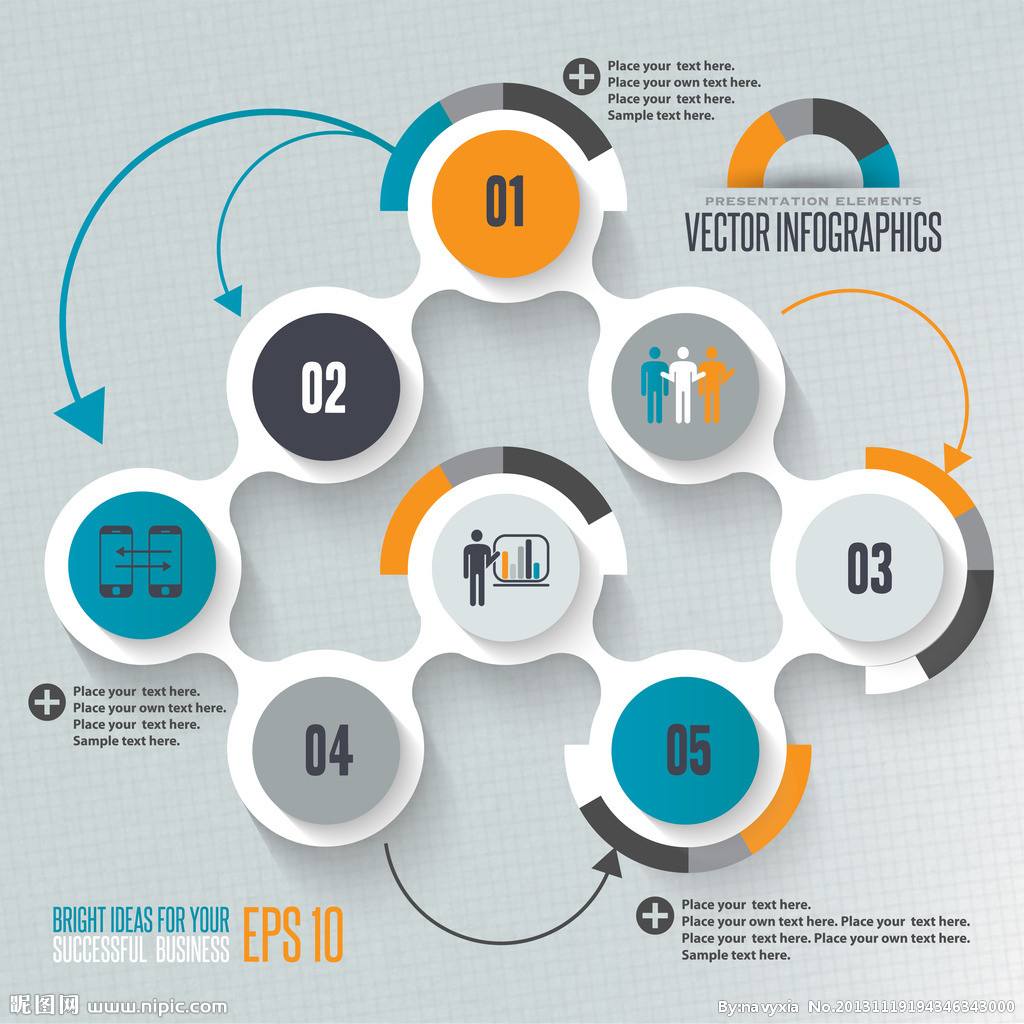 Place your  text here.
Place your own text here.
Place your  text here.
Sample text here.
01
PRESENTATION ELEMENTS
VECTOR INFOGRAPHICS
02
03
Place your  text here.
Place your own text here.
Place your  text here.
Sample text here.
04
05
Place your  text here.
Place your own text here. Place your  text here.
Place your  text here. Place your own text here.
Sample text here.
BRIGHT IDEAS FOR YOUR
SUCCESSFUL BUSINESS
EPS 10
昵图网 www.nipic.com
By:navyxia No.20131119194346343000